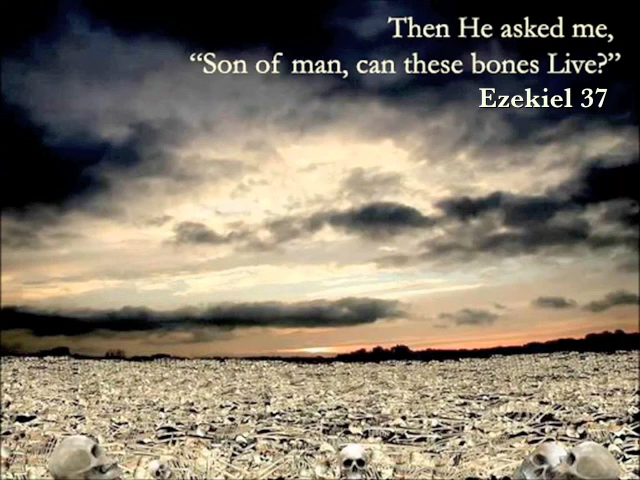 Then He asked me,
“Son of man, can these bones Live?”
Ezekiel 37